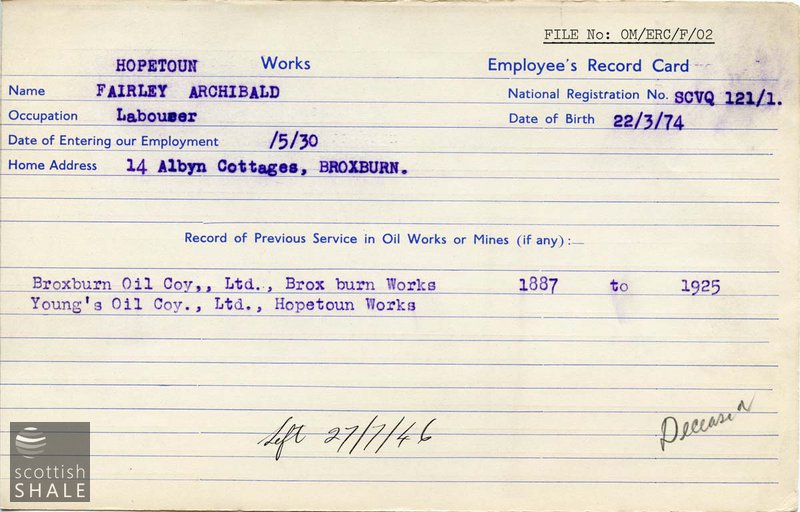 FILE No: OM/ERC/F/02
HOPETOUN Works Employee's Record Card
Name FAIRLEY ARCHIBALD National Registration No. SCVQ 121/1.
Occupation Labouser Date of Birth 22/3/74
Date of Entering our Employment /5/30
Home Address 14 Albyn Cottages, BROXBURN.
Record of Previous Service in Oil Works or Mines (if any):—
Broxburn Oil Coy,, Ltd., Brox burn Works 1887 to 1925
Young's Oil Coy., Ltd., Hopetoun Works
Left 27/7/46
scottish
SHALE